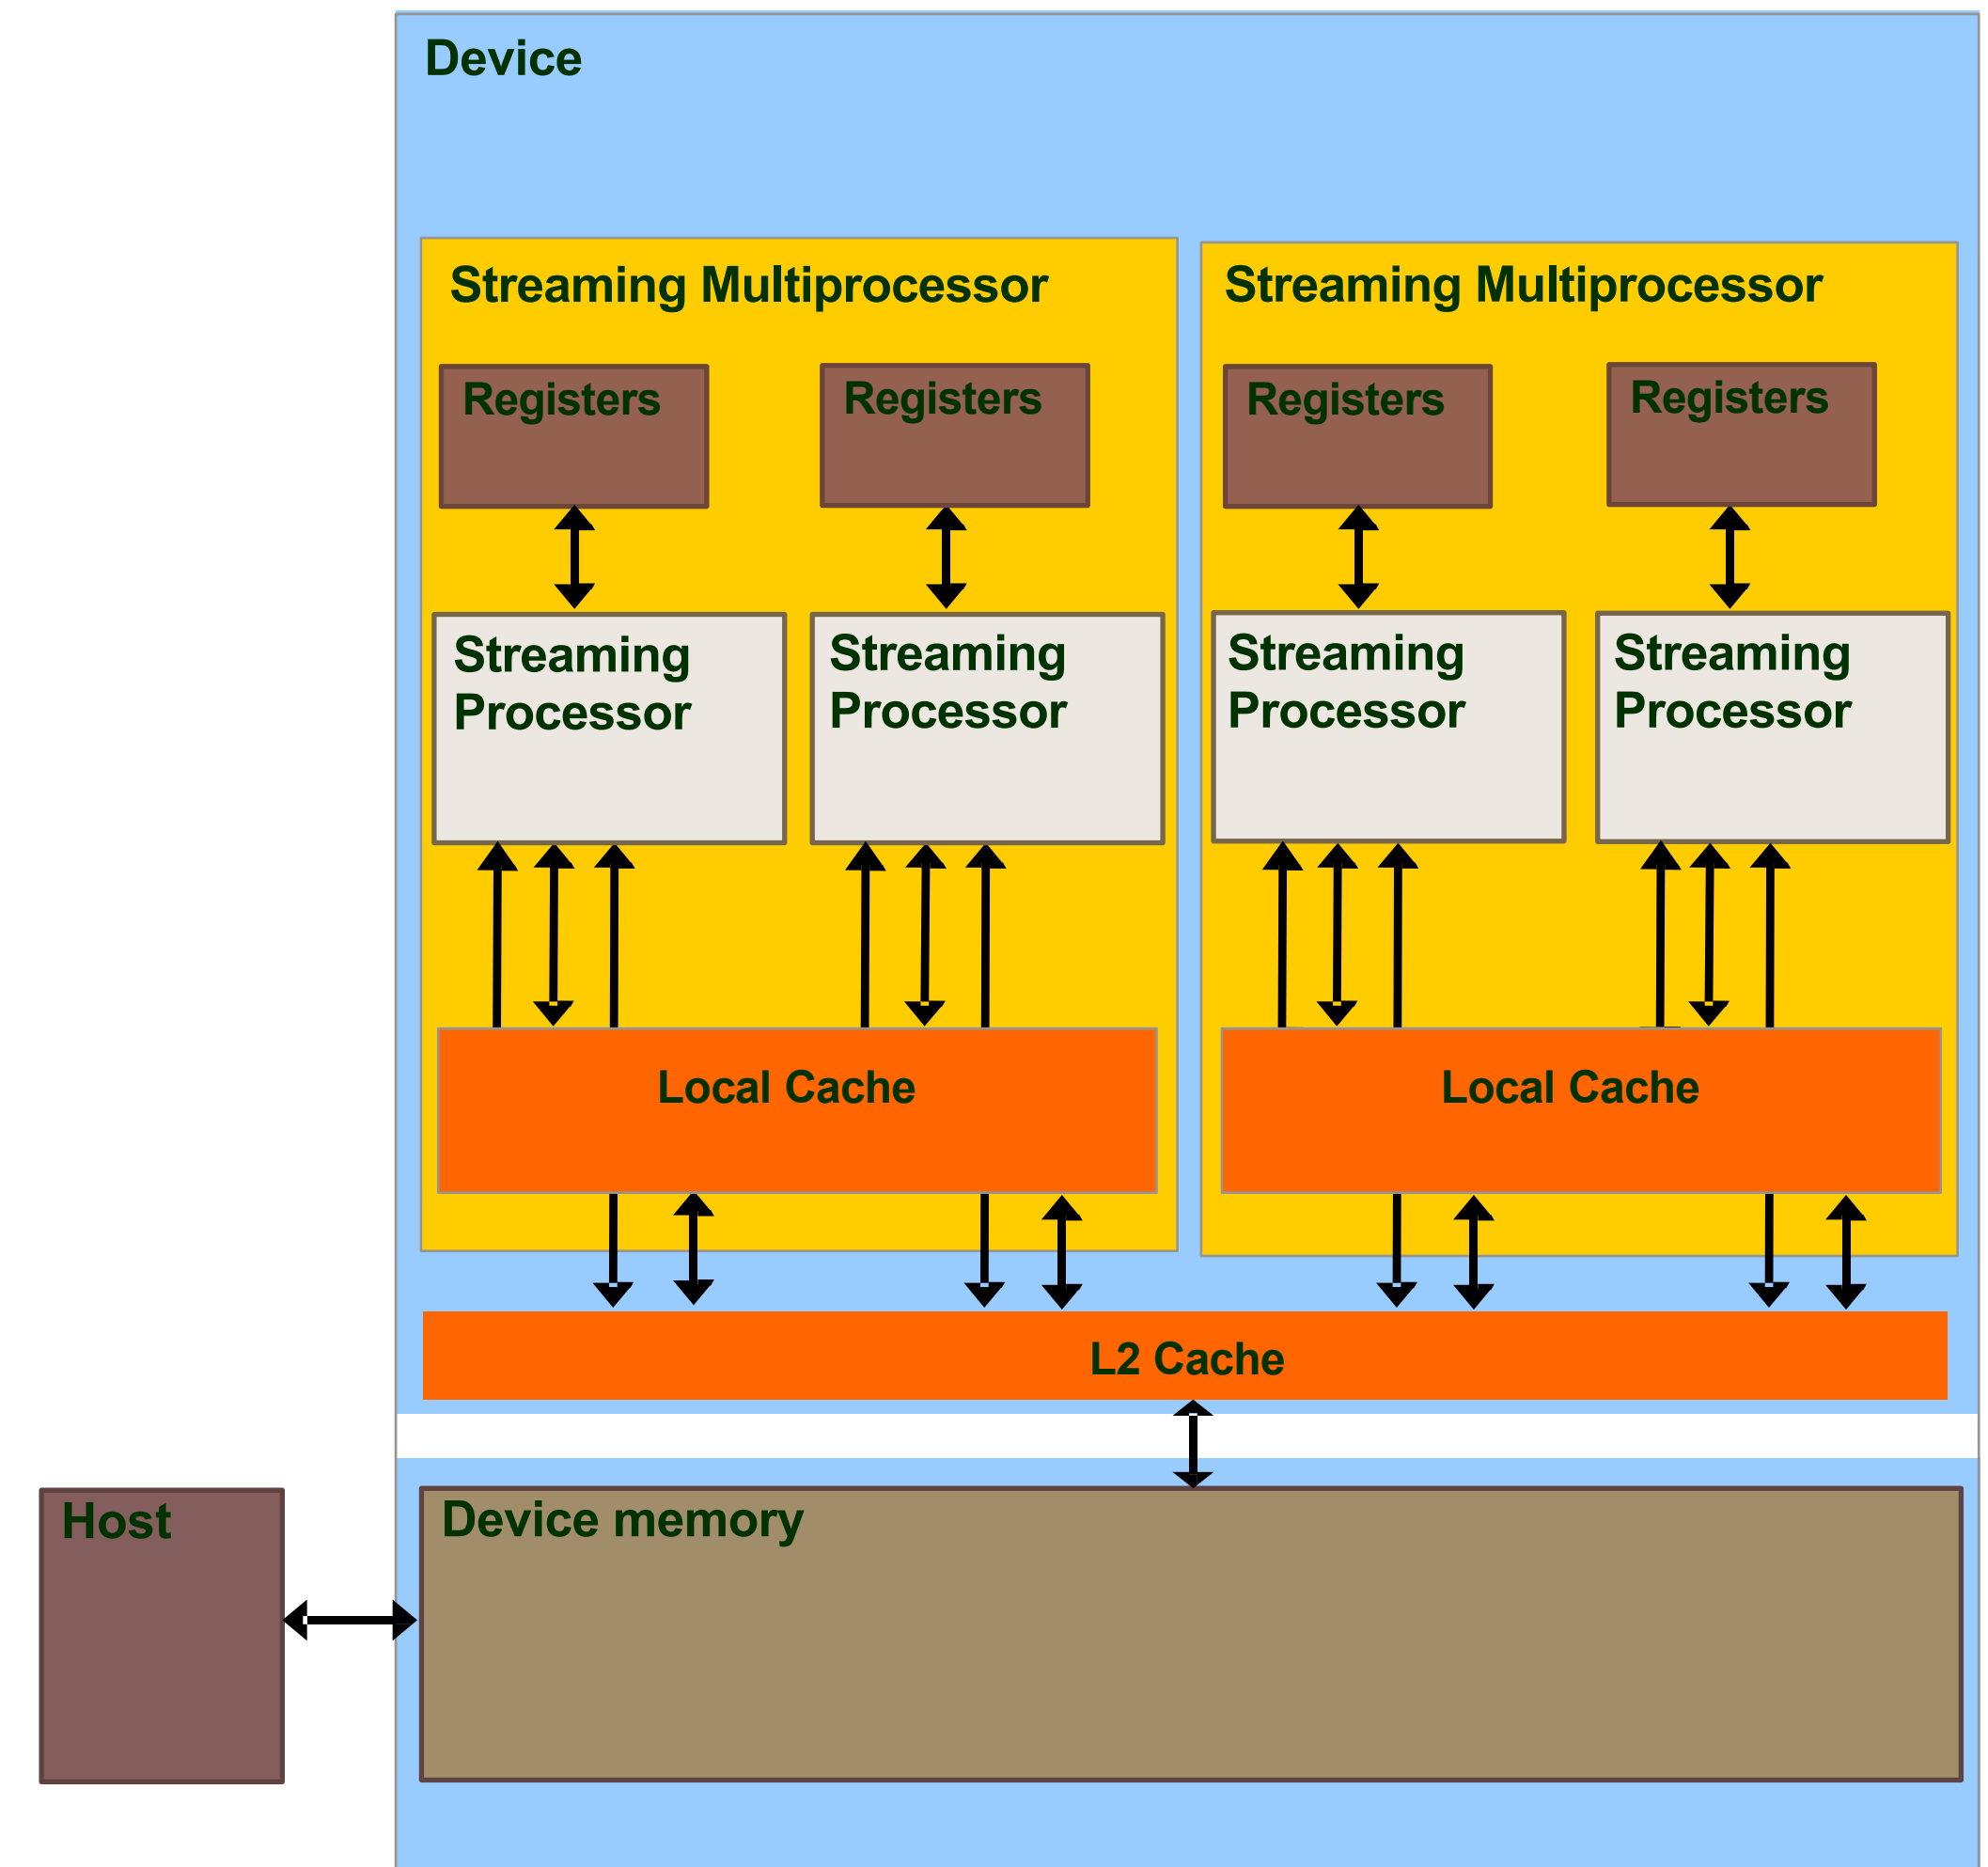 Device
Streaming Multiprocessor
Streaming Multiprocessor
Registers
Registers
Registers
Registers
Streaming
Processor
Streaming
Processor
Streaming
Processor
Streaming
Processor
Local Cache
Local Cache
L2 Cache
Host
Device memory